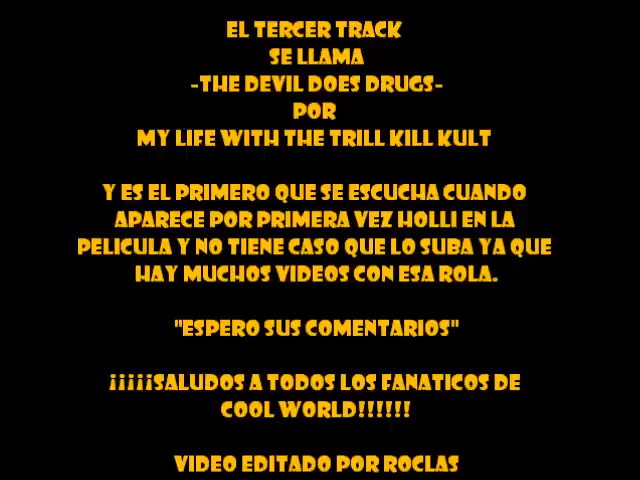 EL TERCER TRACK
SE LLAMA
-THE DEVIL DOES DRUGS-
POR
MY LIFE WITH THE TRILL KILL KULT
Y ES EL PRIMERO QUE SE ESCUCHA CUANDO
APARECE POR PRIMERA VEZ HOLLI EN LA
PELICULA Y NO TIENE CASO QUE LO SUBA YA QUE
HAY MUCHOS VIDEOS CON ESA ROLA.
"ESPERO SUS COMENTARIOS"
¡¡¡¡¡SALUDOS A TODOS LOS FANATICOS DE
COOL WORLD!!!!!!
VIDEO EDITADO POR ROCLAS